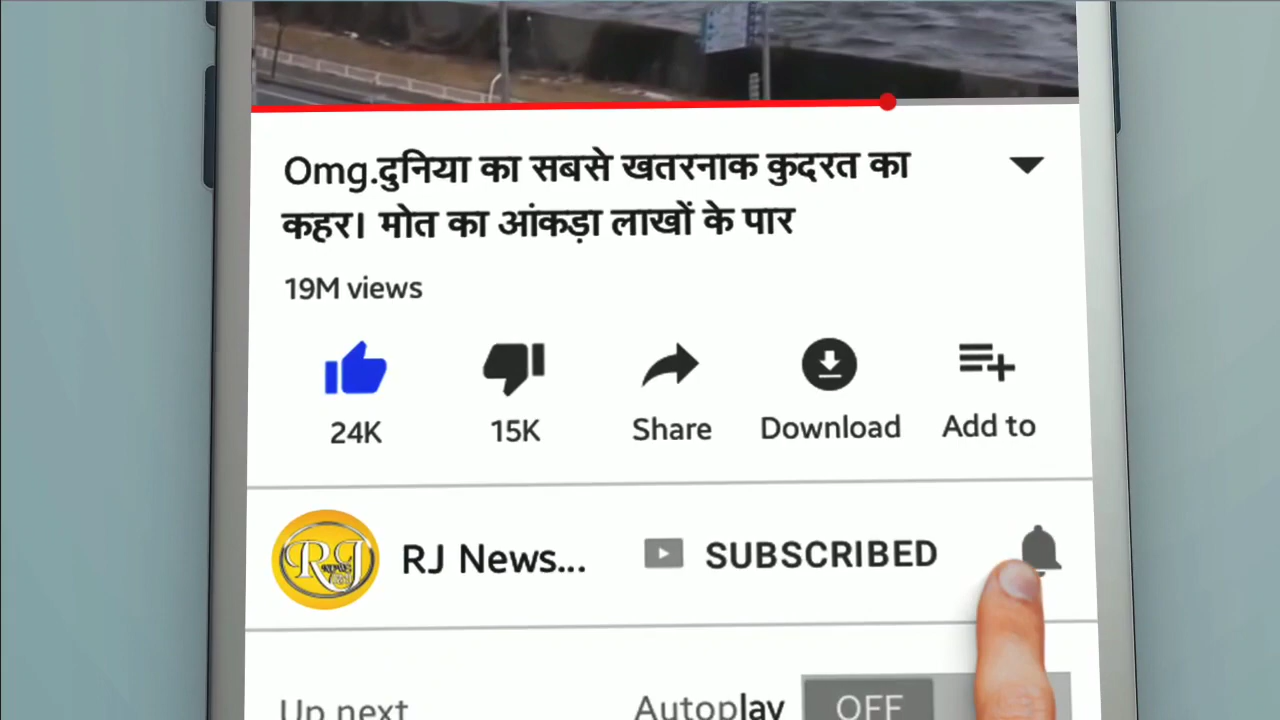 Omg.दुनिया का सबसे खतरनाक कुदरत का
कहर। मोत का आंकड़ा लाखों के पार
19M views
24K
15K
Share
Download
Add to
RJ
RJ News...
SUBSCRIBED
Up next
Autoplay
OFF